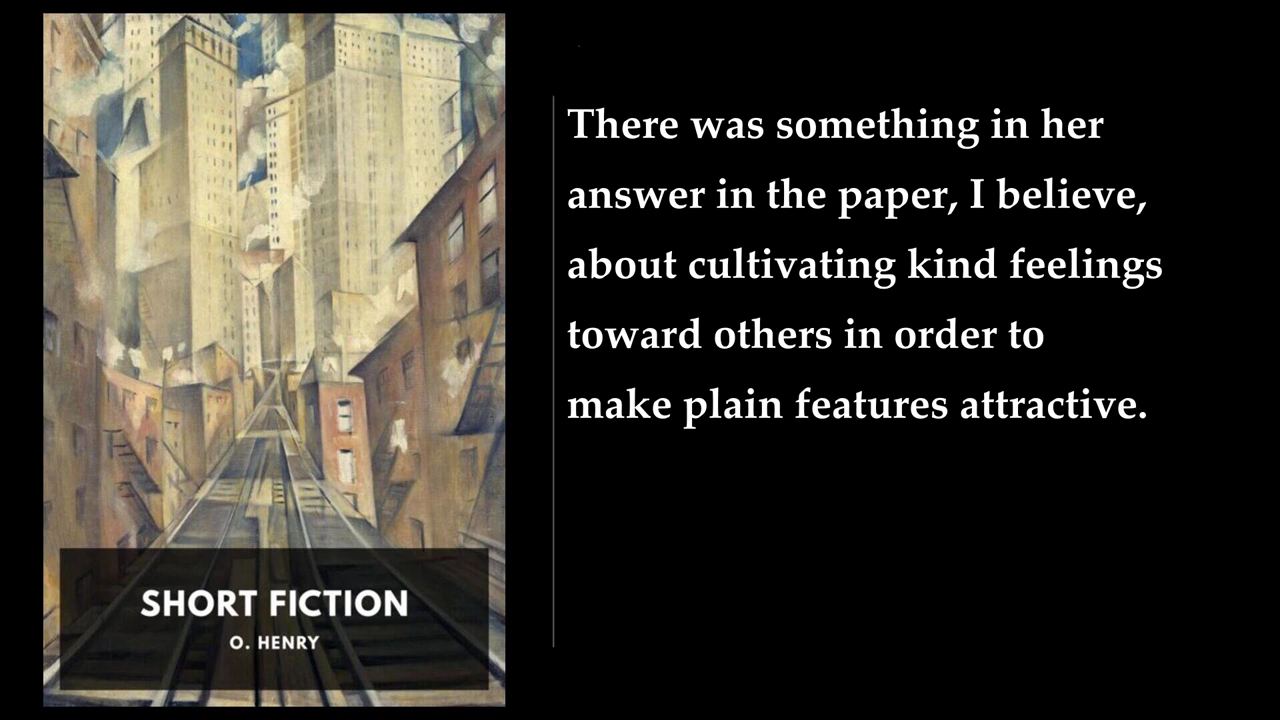 There was something in her
answer in the paper, I believe,
about cultivating kind feelings
toward others in order to
make plain features attractive.
SHORT FICTION
O. HENRY